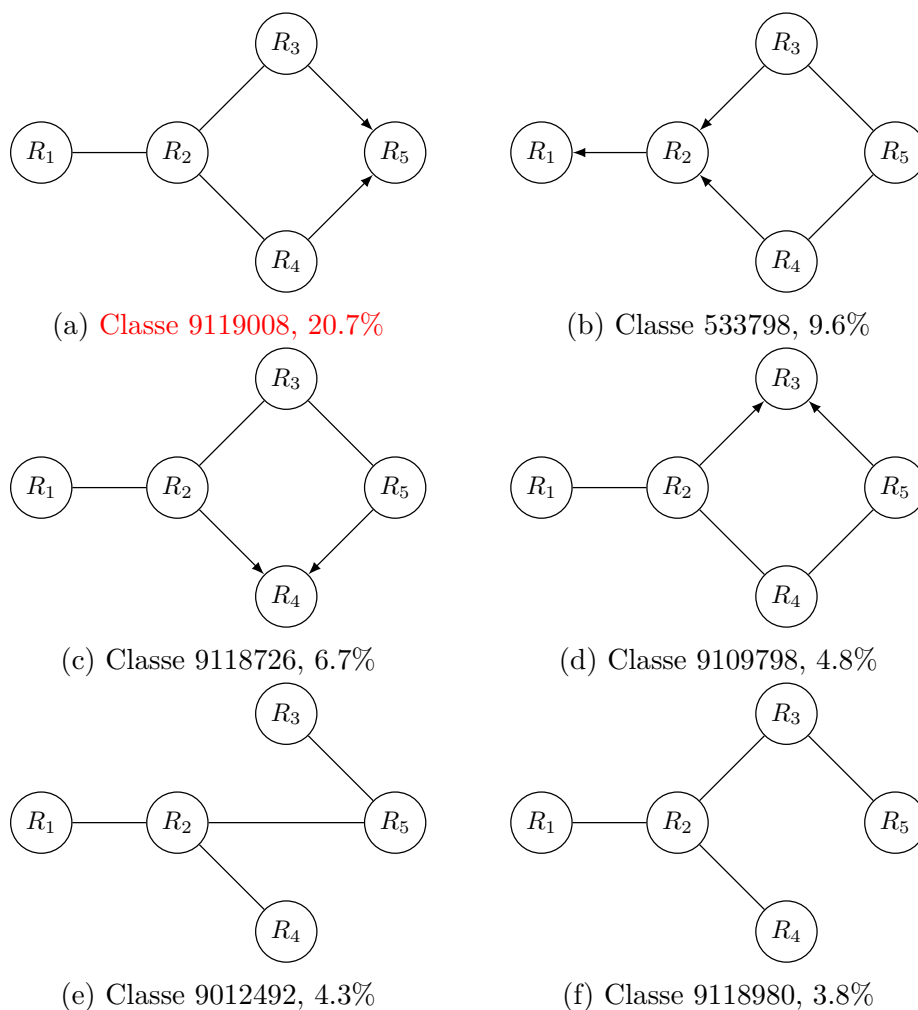 R3
R3
R1
R2
R5
R1
R2
R5
R4
R4
(a) Classe 9119008, 20.7%
(b) Classe 533798, 9.6%
R3
R3
R1
R2
R5
R1
R2
R5
R4
R4
(c) Classe 9118726, 6.7%
(d) Classe 9109798, 4.8%
R3
R3
R1
R2
R5
R1
R2
R5
R4
R4
(e) Classe 9012492, 4.3%
(f) Classe 9118980, 3.8%